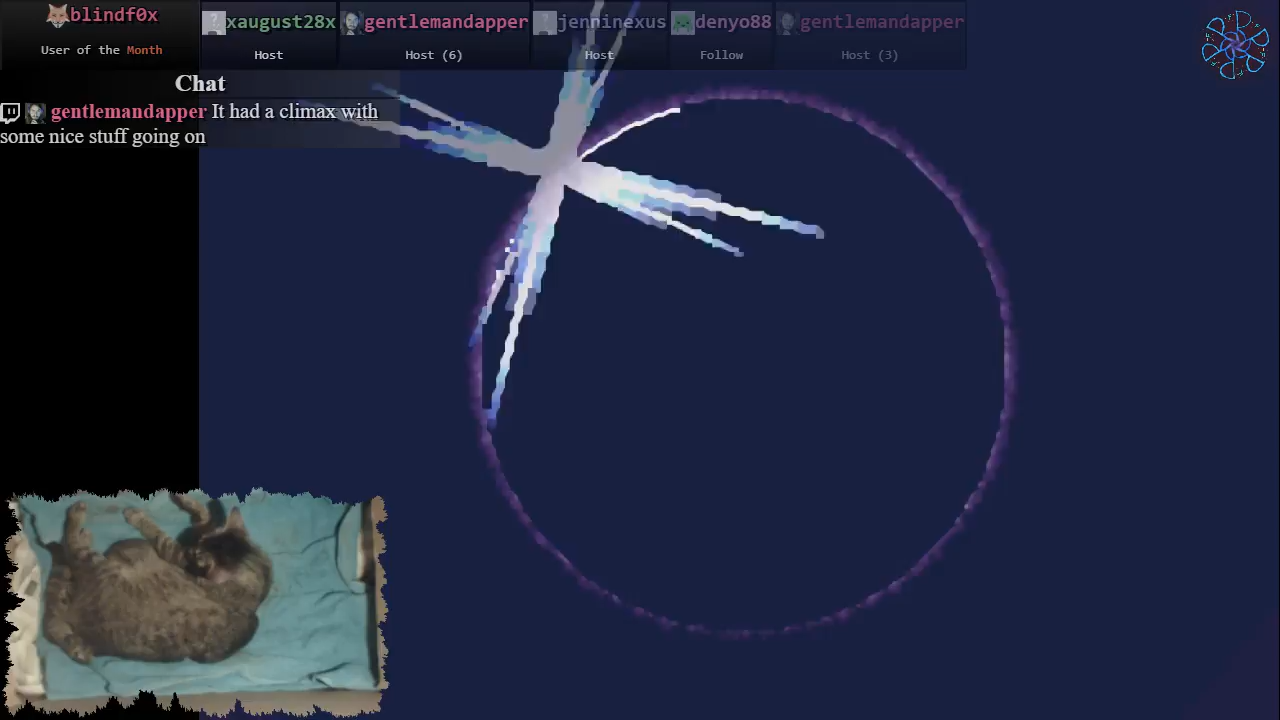 blindf0x
User of the Month
xaugust28x
Host
gentlemandapper
Host (6)
jenninexus
Host
denyo88
Follow
gentlemandapper
Host (3)
Chat
gentlemandapper It had a climax with
some nice stuff going on